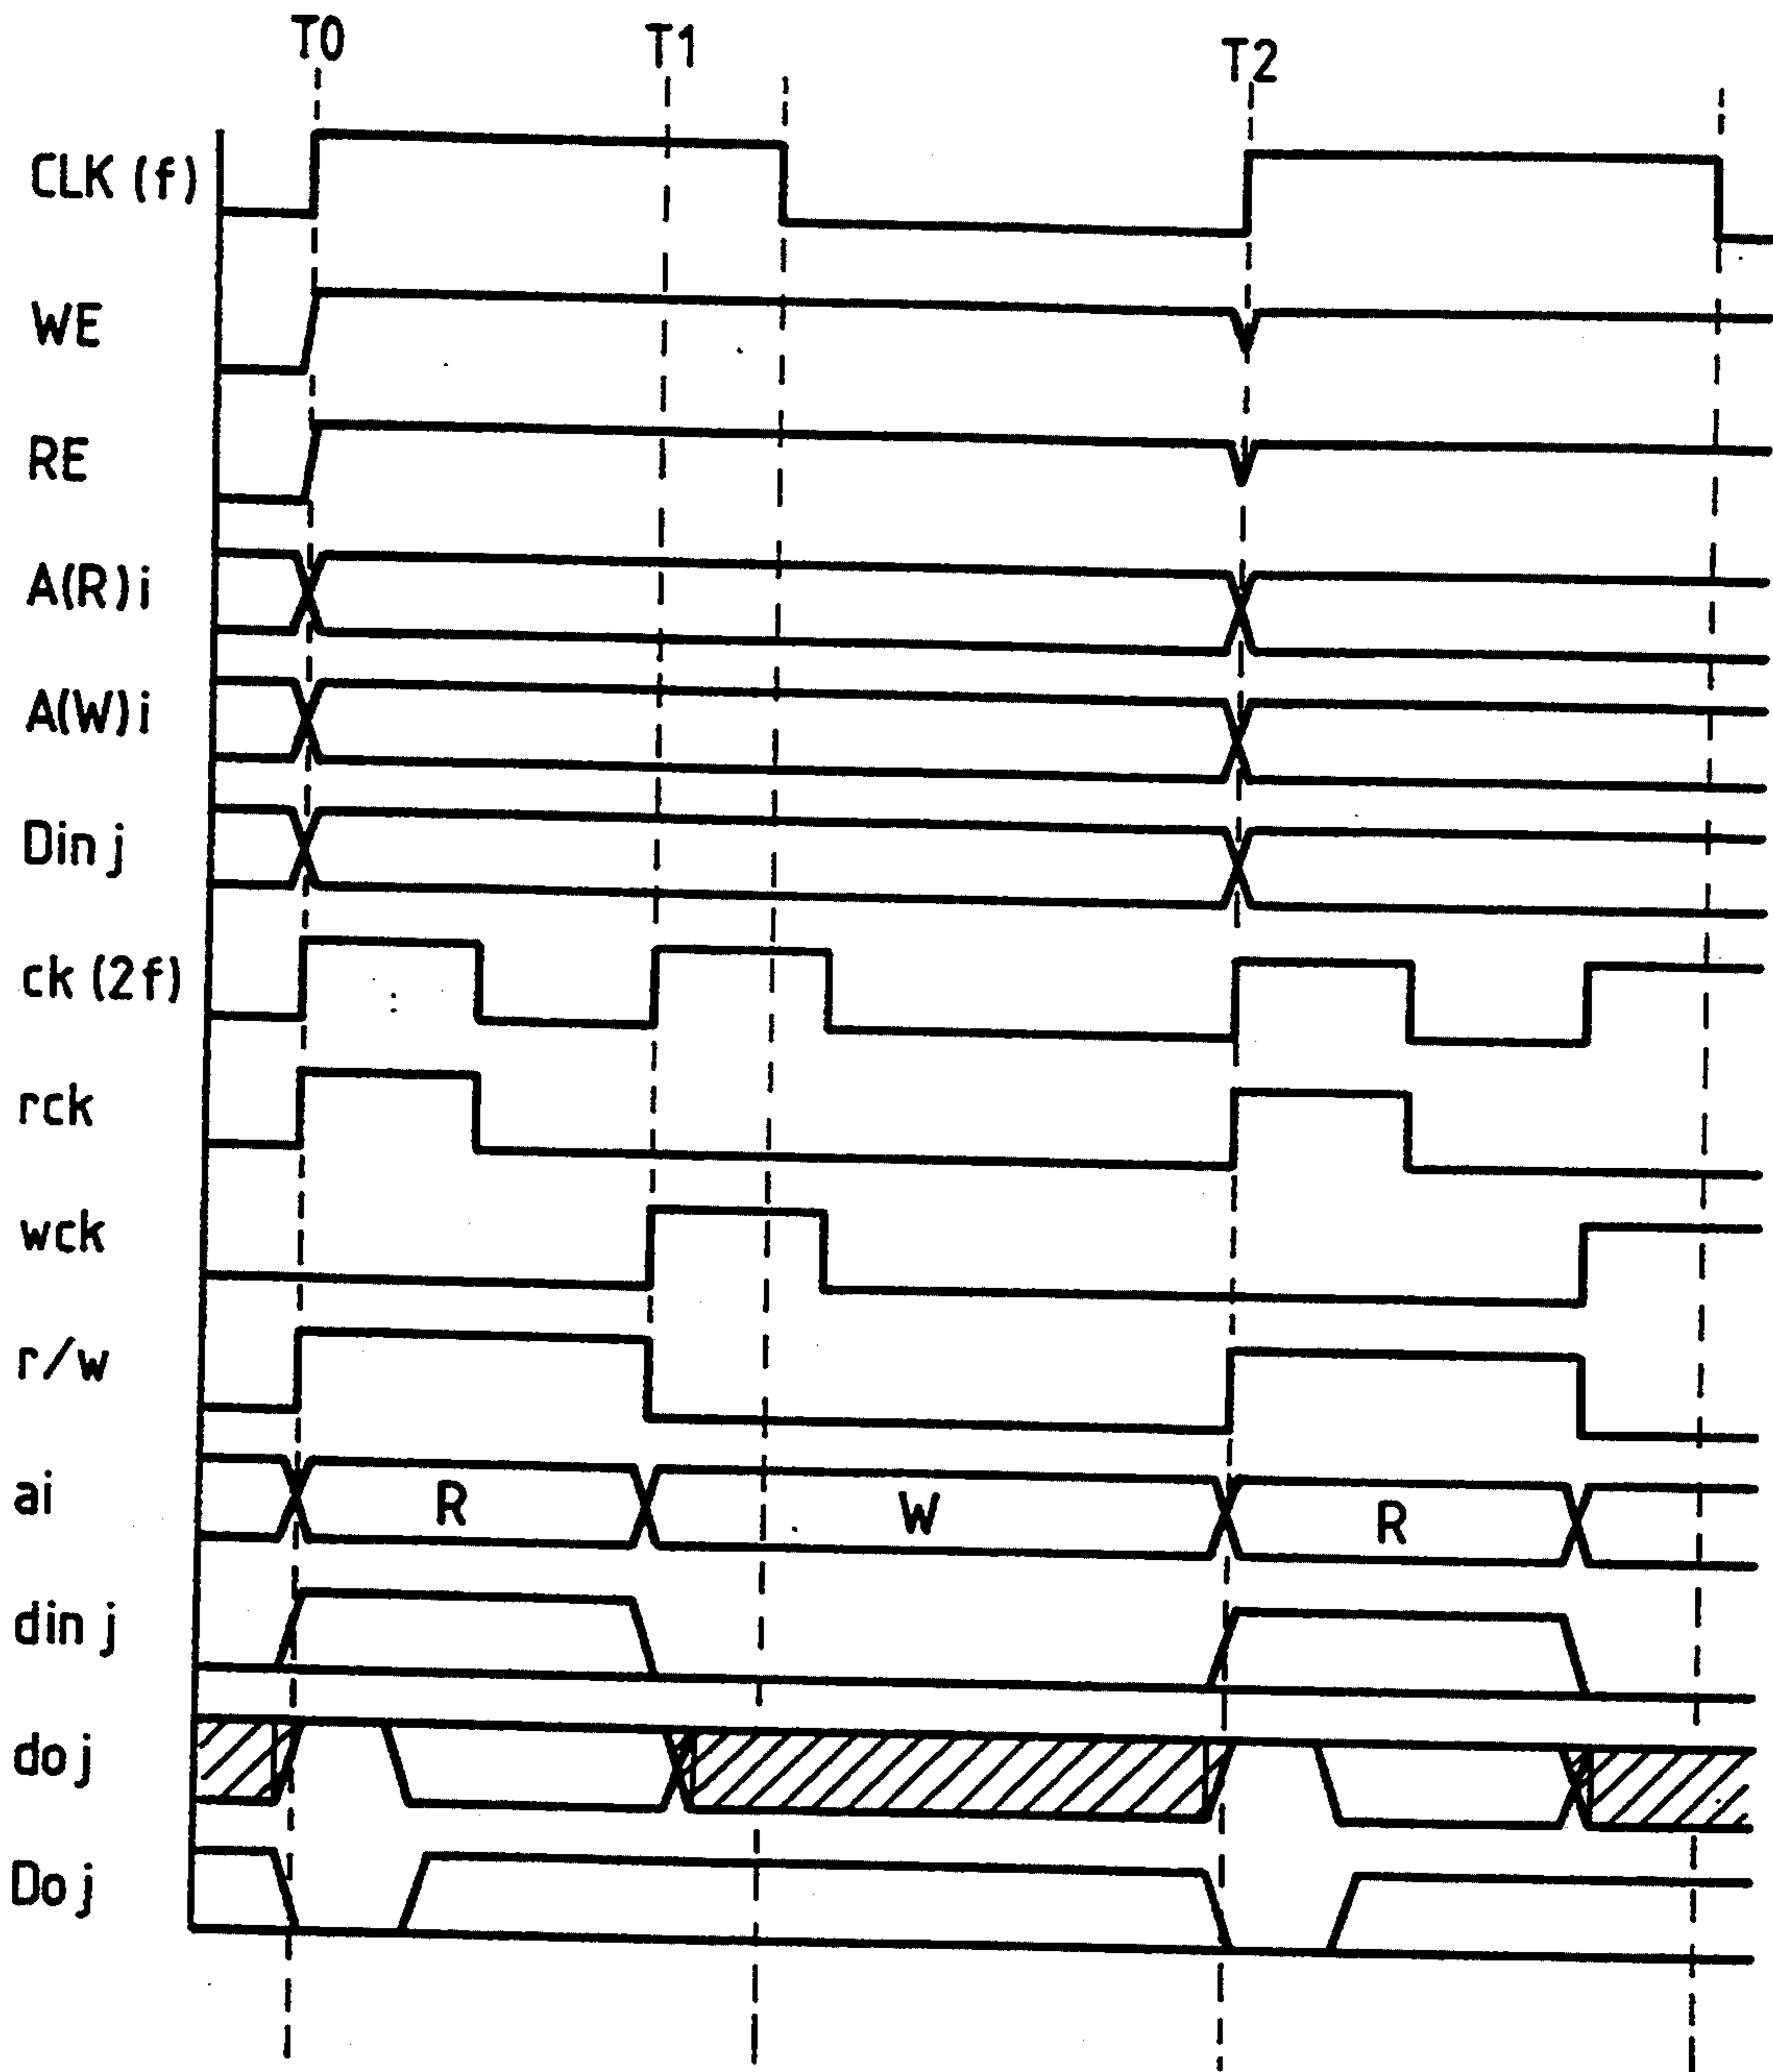 T0 T1 T2
CLK (f)
WE
RE
A(R)i
A(W)i
Din j
ck (2f)
rck
wck
r/w
ai R W R
din j
do j
Do j